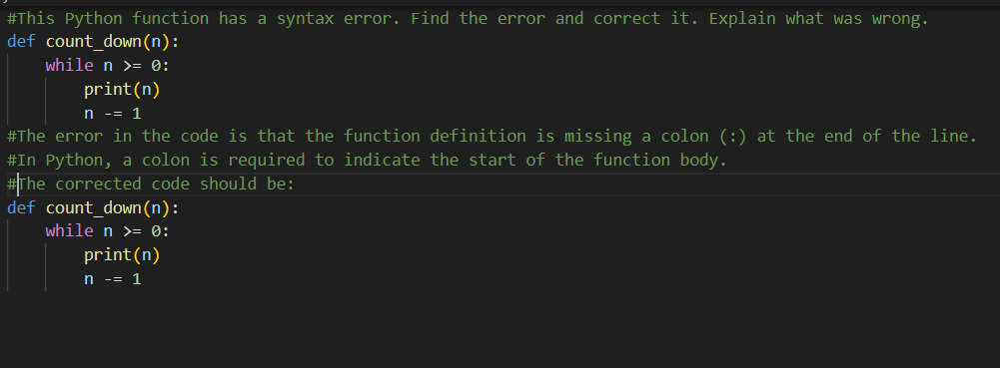 #This Python function has a syntax error. Find the error and correct it. Explain what was wrong.
def count_down(n):
    while n >= 0:
        print(n)
        n -= 1
#The error in the code is that the function definition is missing a colon (:) at the end of the line.
#In Python, a colon is required to indicate the start of the function body.
#The corrected code should be:
def count_down(n):
    while n >= 0:
        print(n)
        n -= 1